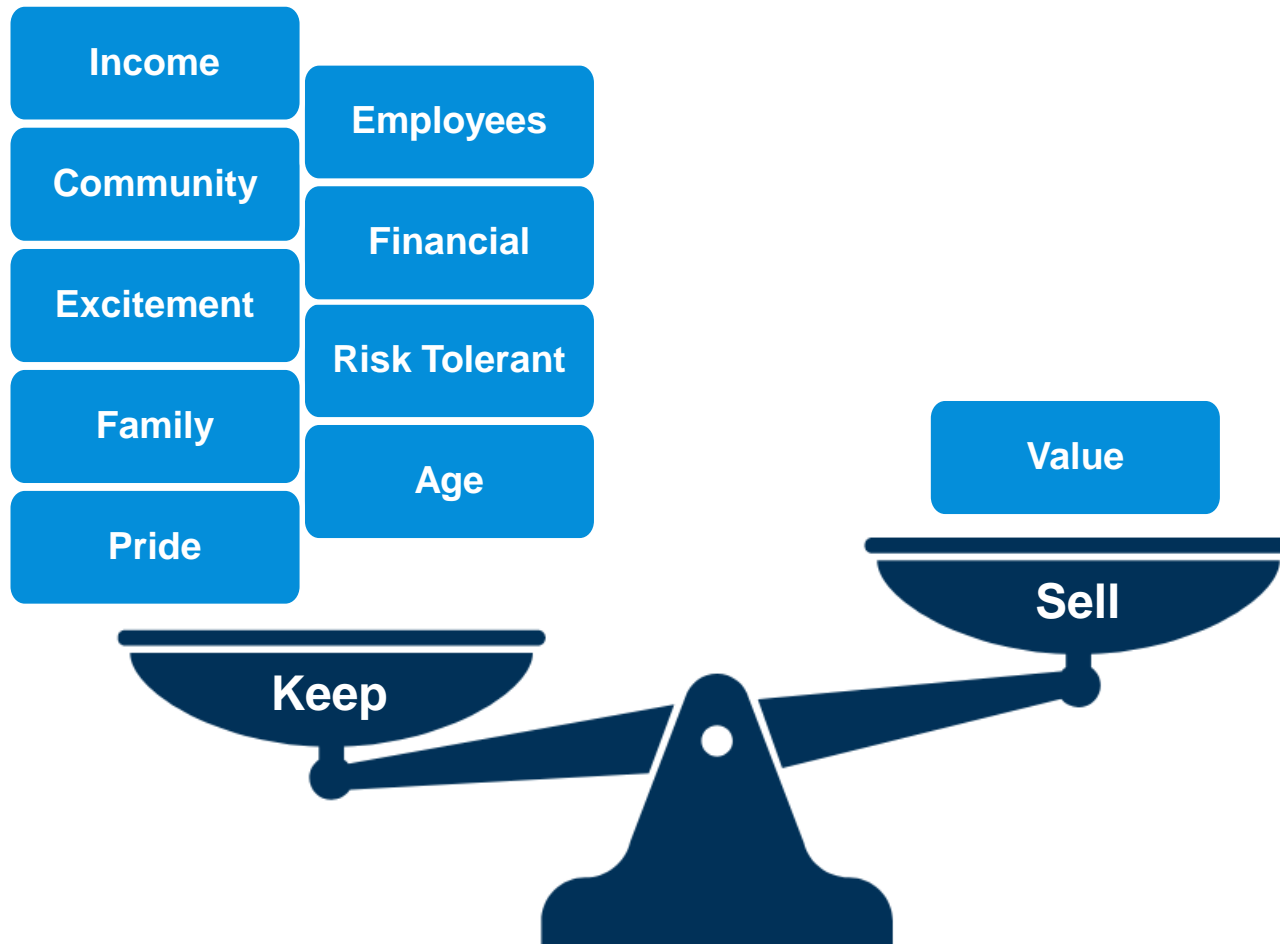 Income
Community
Excitement
Family
Pride
Employees
Financial
Risk Tolerant
Age
Keep
Value
Sell